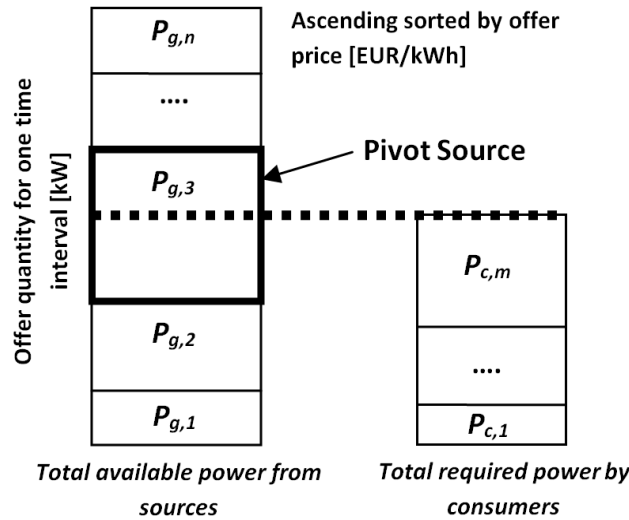 Ascending sorted by offer
price [EUR/kWh]
Offer quantity for one time
interval [kW]
P_g,n
....
P_g,3
Pivot Source
P_g,2
P_g,1
P_c,m
....
P_c,1
Total available power from
sources
Total required power by
consumers